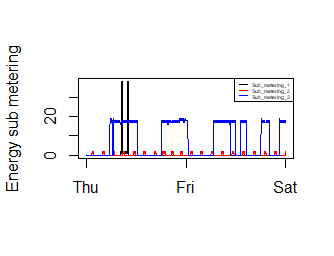 Energy sub metering
Sub_metering_1
Sub_metering_2
Sub_metering_3
20
0
Thu Fri Sat